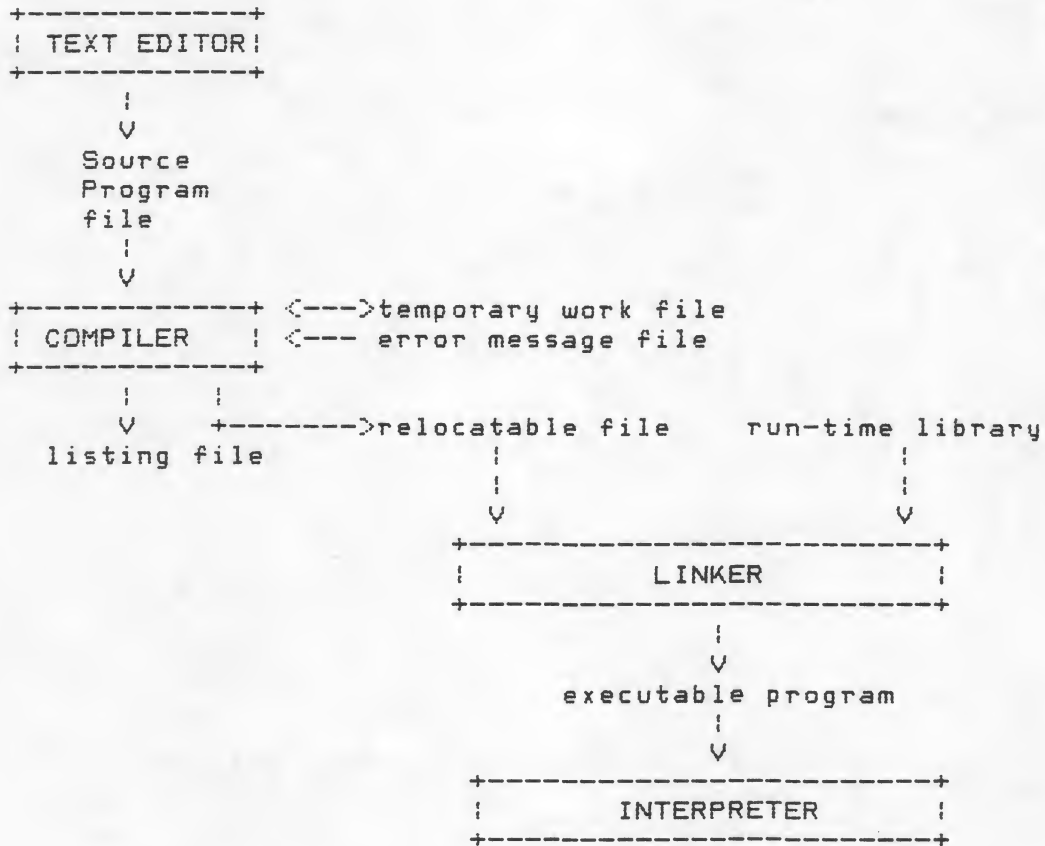 TEXT EDITOR
Source
Program
file
temporary work file
COMPILER
error message file
relocatable file
run-time library
listing file
LINKER
executable program
INTERPRETER